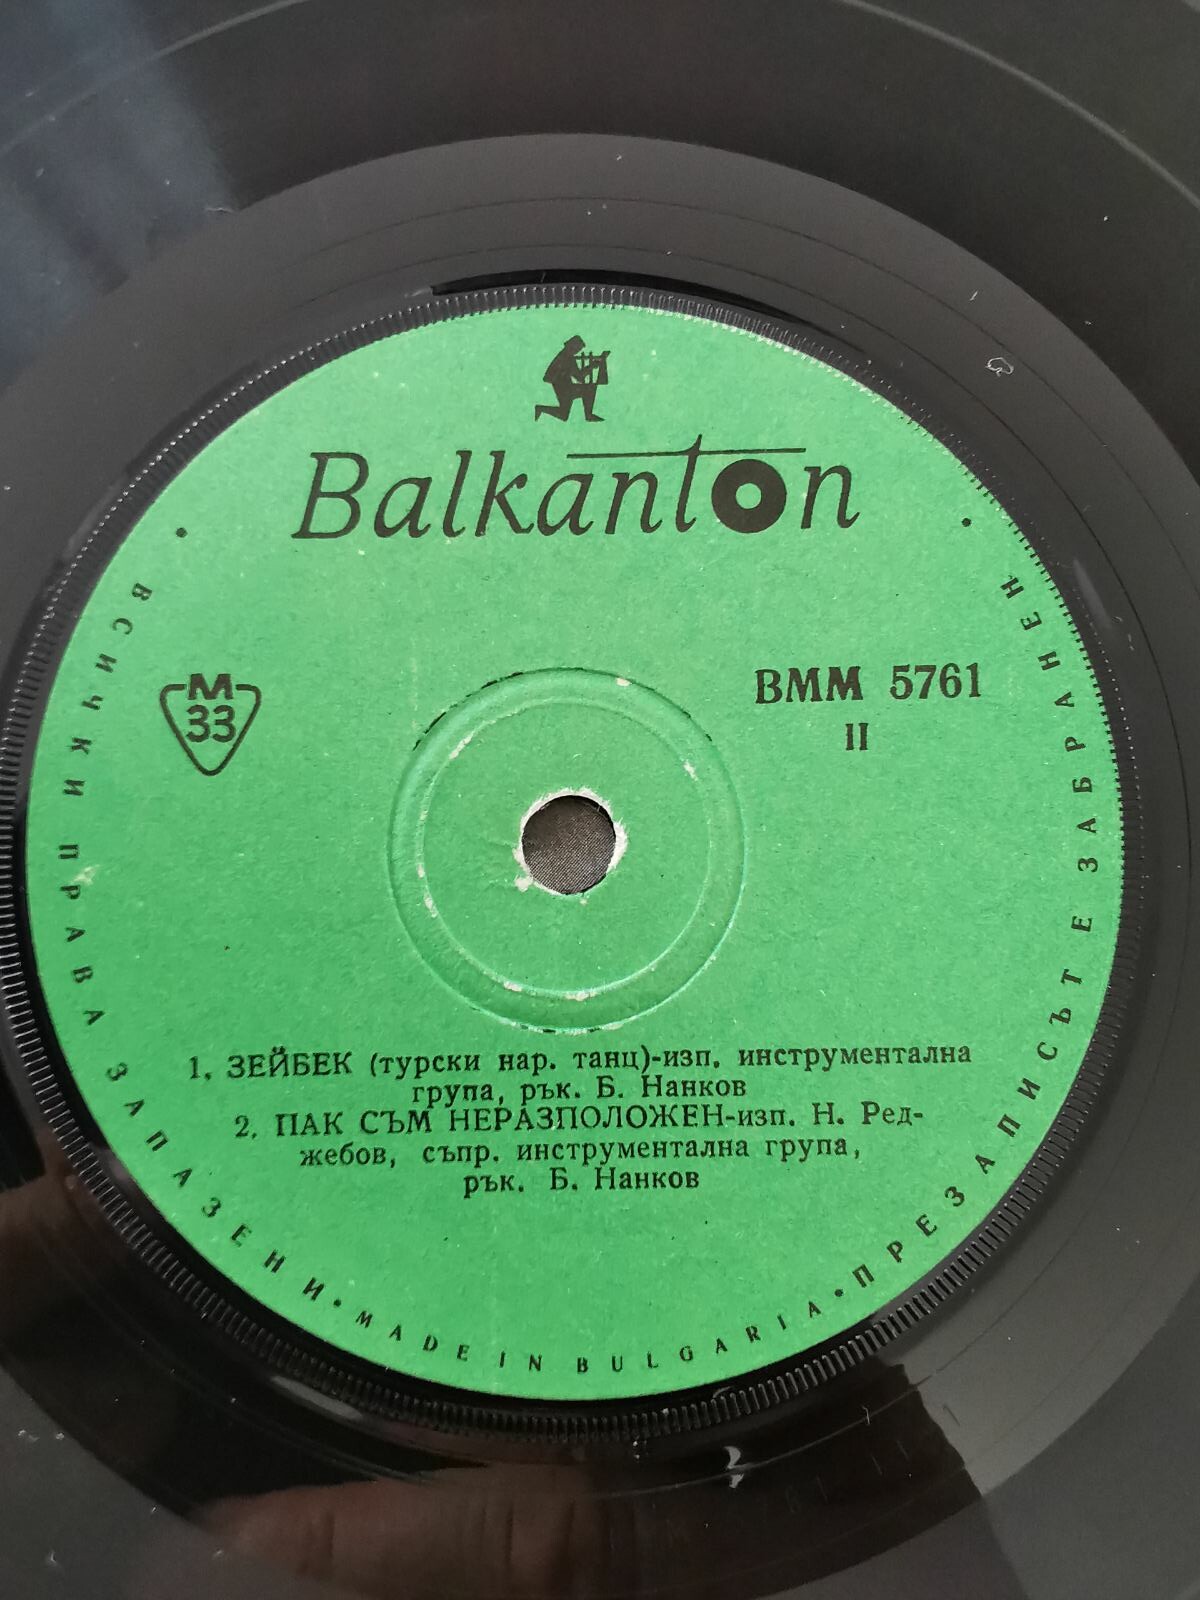 Balkanton
М
33
ВММ 5761
II
1. ЗЕЙБЕК (турски нар. танц)-изп. инструментална
група, рък. Б. Нанков
2. ПАК СЪМ НЕРАЗПОЛОЖЕН-изп. Н. Ред-
жебов, съпр. инструментална група,
рък. Б. Нанков
• ВСИЧКИ ПРАВА ЗАПАЗЕНИ • MADE IN BULGARIA • ПРЕЗАПИСЪТ Е ЗАБРАНЕН •